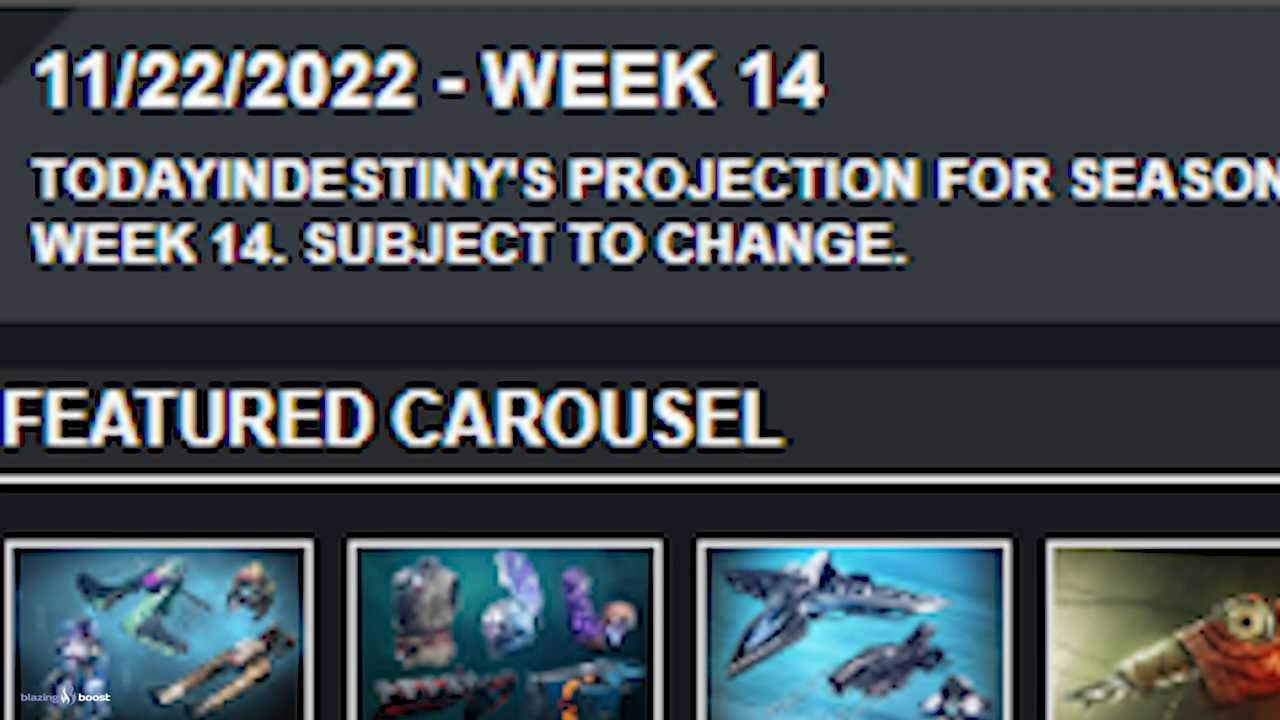 11/22/2022 - WEEK 14
TODAYINDESTINY'S PROJECTION FOR SEASON
WEEK 14. SUBJECT TO CHANGE.
FEATURED CAROUSEL
blazing boost